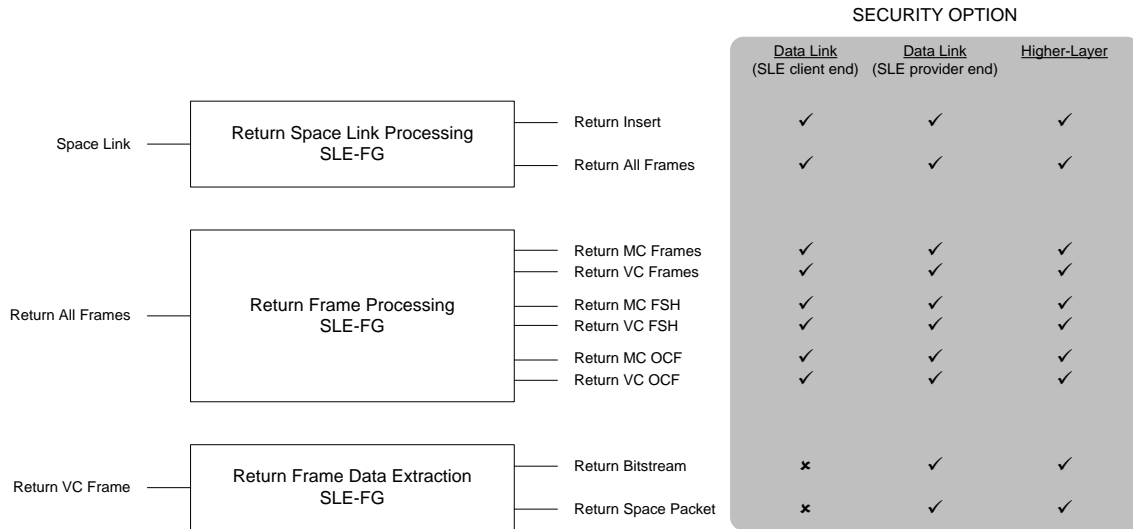 SECURITY OPTION
Data Link
(SLE client end)
Data Link
(SLE provider end)
Higher-Layer
Space Link
Return Space Link Processing
SLE-FG
Return Insert
✓ ✓ ✓
Return All Frames
✓ ✓ ✓
Return All Frames
Return Frame Processing
SLE-FG
Return MC Frames
✓ ✓ ✓
Return VC Frames
✓ ✓ ✓
Return MC FSH
✓ ✓ ✓
Return VC FSH
✓ ✓ ✓
Return MC OCF
✓ ✓ ✓
Return VC OCF
✓ ✓ ✓
Return VC Frame
Return Frame Data Extraction
SLE-FG
Return Bitstream
✗ ✓ ✓
Return Space Packet
✗ ✓ ✓